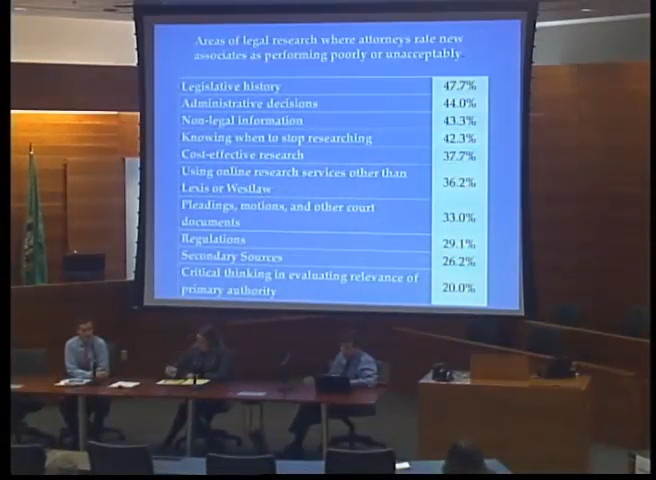 Areas of legal research where attorneys rate new
associates as performing poorly or unacceptably.
Legislative history 47.7%
Administrative decisions 44.0%
Non-legal information 43.3%
Knowing when to stop researching 42.3%
Cost-effective research 37.7%
Using online research services other than
Lexis or Westlaw 36.2%
Pleadings, motions, and other court
documents 33.0%
Regulations 29.1%
Secondary Sources 26.2%
Critical thinking in evaluating relevance of
primary authority 20.0%